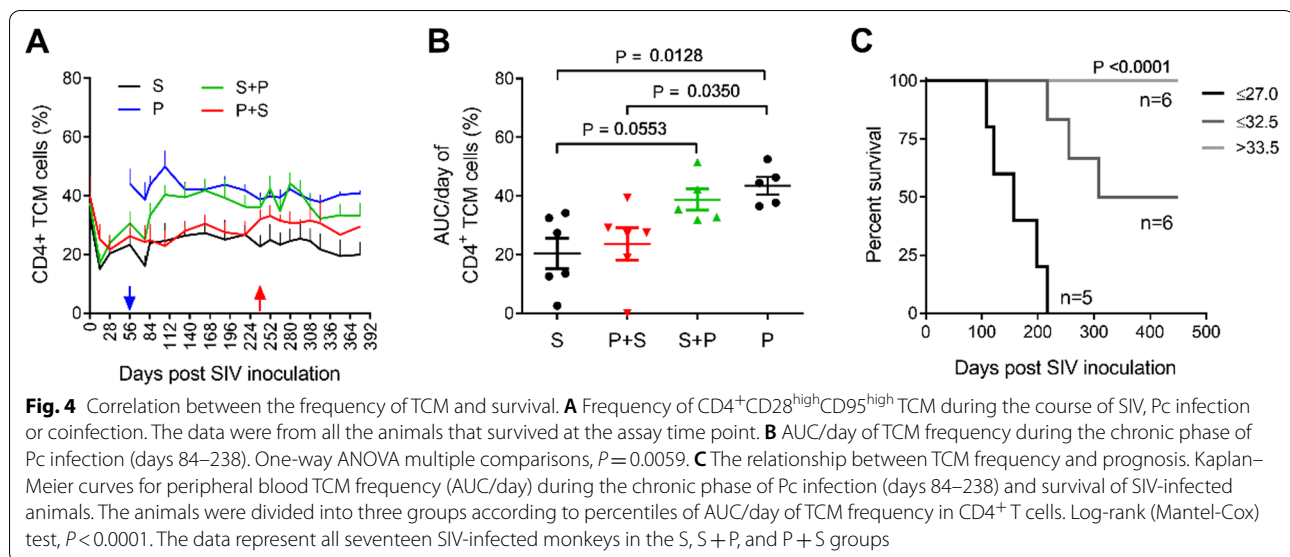 A
B
C
80
60
40
20
0
CD4+ TCM cells (%)
S
P
S+P
P+S
0
28
56
84
112
140
168
196
224
252
280
308
336
364
392
Days post SIV inoculation
80
60
40
20
0
AUC/day of
CD4⁺ TCM cells (%)
P = 0.0128
P = 0.0350
P = 0.0553
S
P+S
S+P
P
100
75
50
25
0
Percent survival
P <0.0001
n=6
n=6
n=5
≤27.0
≤32.5
>33.5
0
100
200
300
400
500
Days post SIV inoculation
Fig. 4 Correlation between the frequency of TCM and survival. A Frequency of CD4⁺CD28ʰⁱᵍʰCD95ʰⁱᵍʰ TCM during the course of SIV, Pc infection
or coinfection. The data were from all the animals that survived at the assay time point. B AUC/day of TCM frequency during the chronic phase of
Pc infection (days 84–238). One-way ANOVA multiple comparisons, P = 0.0059. C The relationship between TCM frequency and prognosis. Kaplan–
Meier curves for peripheral blood TCM frequency (AUC/day) during the chronic phase of Pc infection (days 84–238) and survival of SIV-infected
animals. The animals were divided into three groups according to percentiles of AUC/day of TCM frequency in CD4⁺ T cells. Log-rank (Mantel-Cox)
test, P < 0.0001. The data represent all seventeen SIV-infected monkeys in the S, S + P, and P + S groups